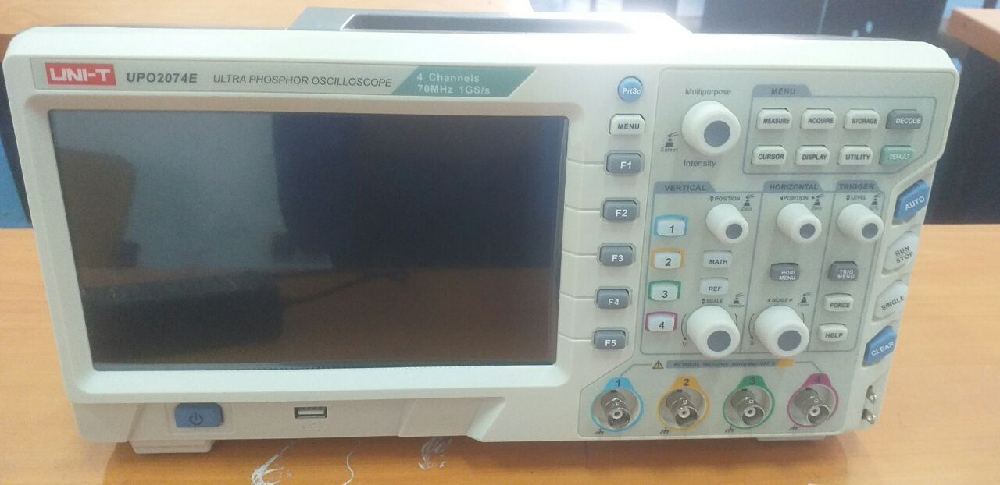 UNI-T UPO2074E ULTRA PHOSPHOR OSCILLOSCOPE
4 Channels
70MHz 1GS/s
PrtSc
MENU
F1
F2
F3
F4
F5
Multipurpose
Select
Intensity
MENU
MEASURE ACQUIRE STORAGE DECODE
CURSOR DISPLAY UTILITY DEFAULT
VERTICAL
POSITION
Zero
1
2
3
4
MATH
REF
SCALE
Vernier
V
HORIZONTAL
POSITION
Zero
HORI
MENU
SCALE
Zoom
S
TRIGGER
LEVEL
TRIG
MENU
FORCE
HELP
AUTO
RUN
STOP
SINGLE
CLEAR
All inputs
1 2 3 4